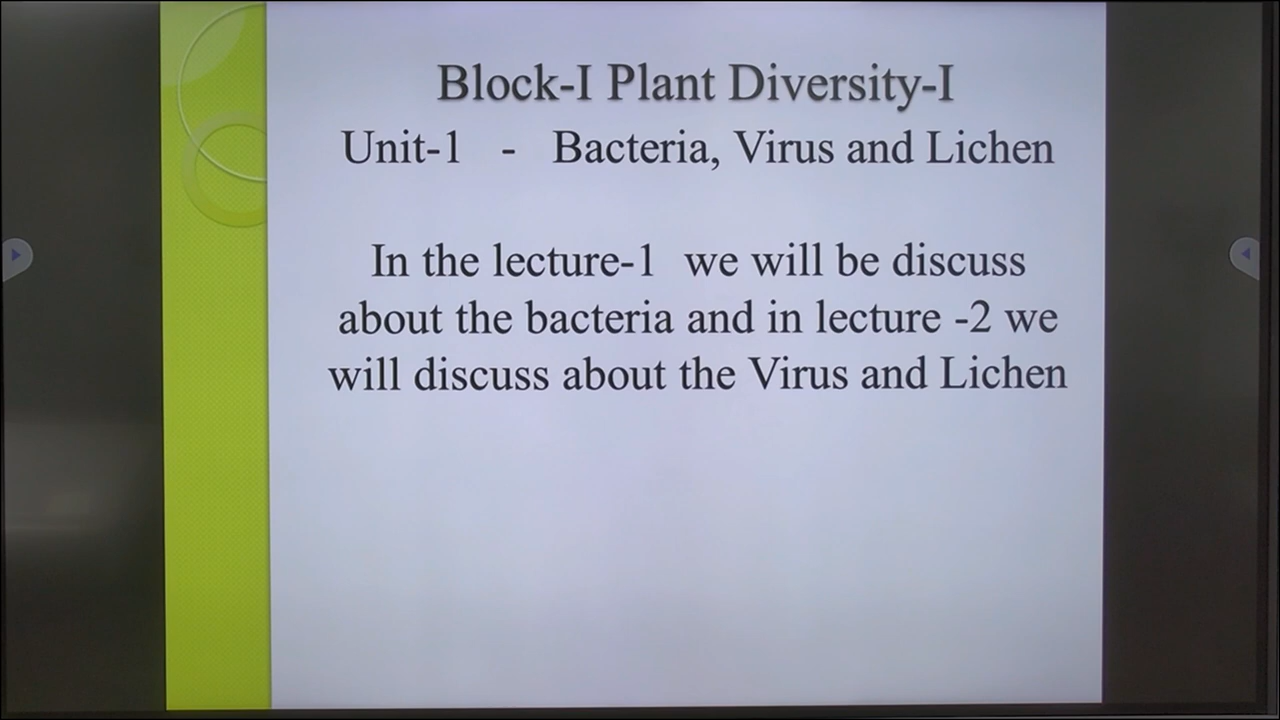 Block-I Plant Diversity-I
Unit-1 - Bacteria, Virus and Lichen
In the lecture-1 we will be discuss
about the bacteria and in lecture -2 we
will discuss about the Virus and Lichen